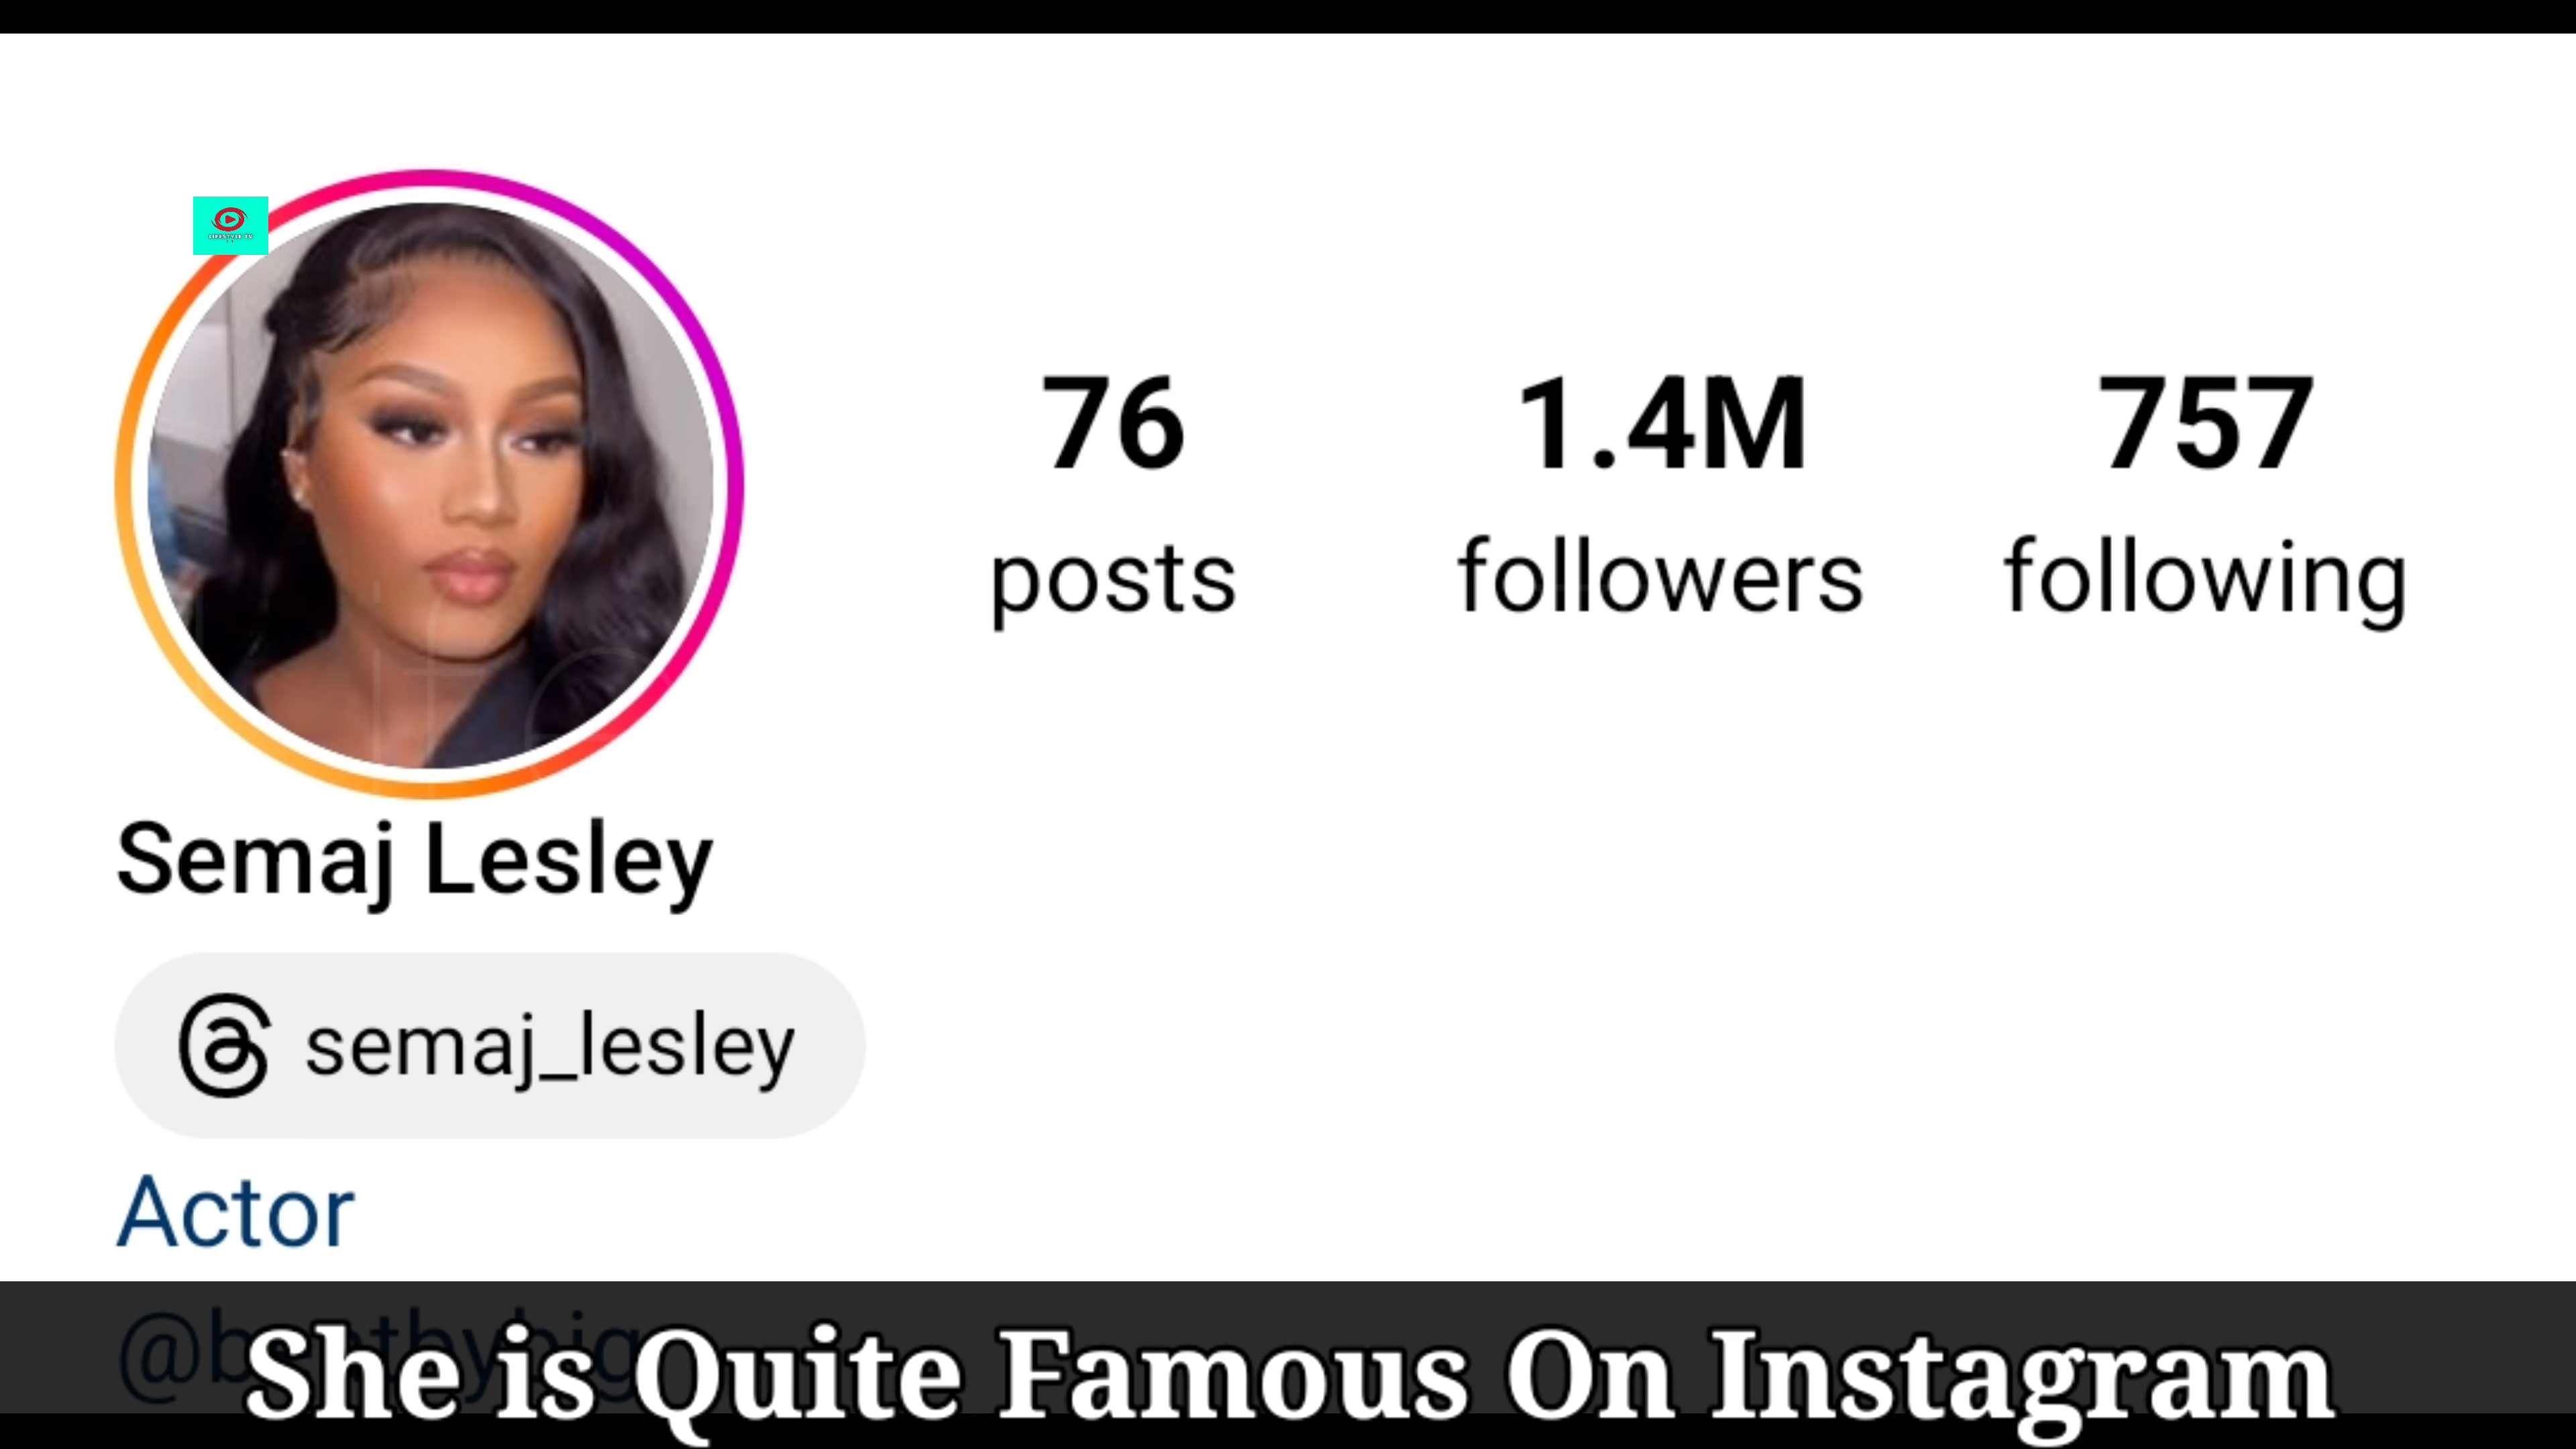 76 1.4M 757
posts followers following
Semaj Lesley
semaj_lesley
Actor
She is Quite Famous On Instagram